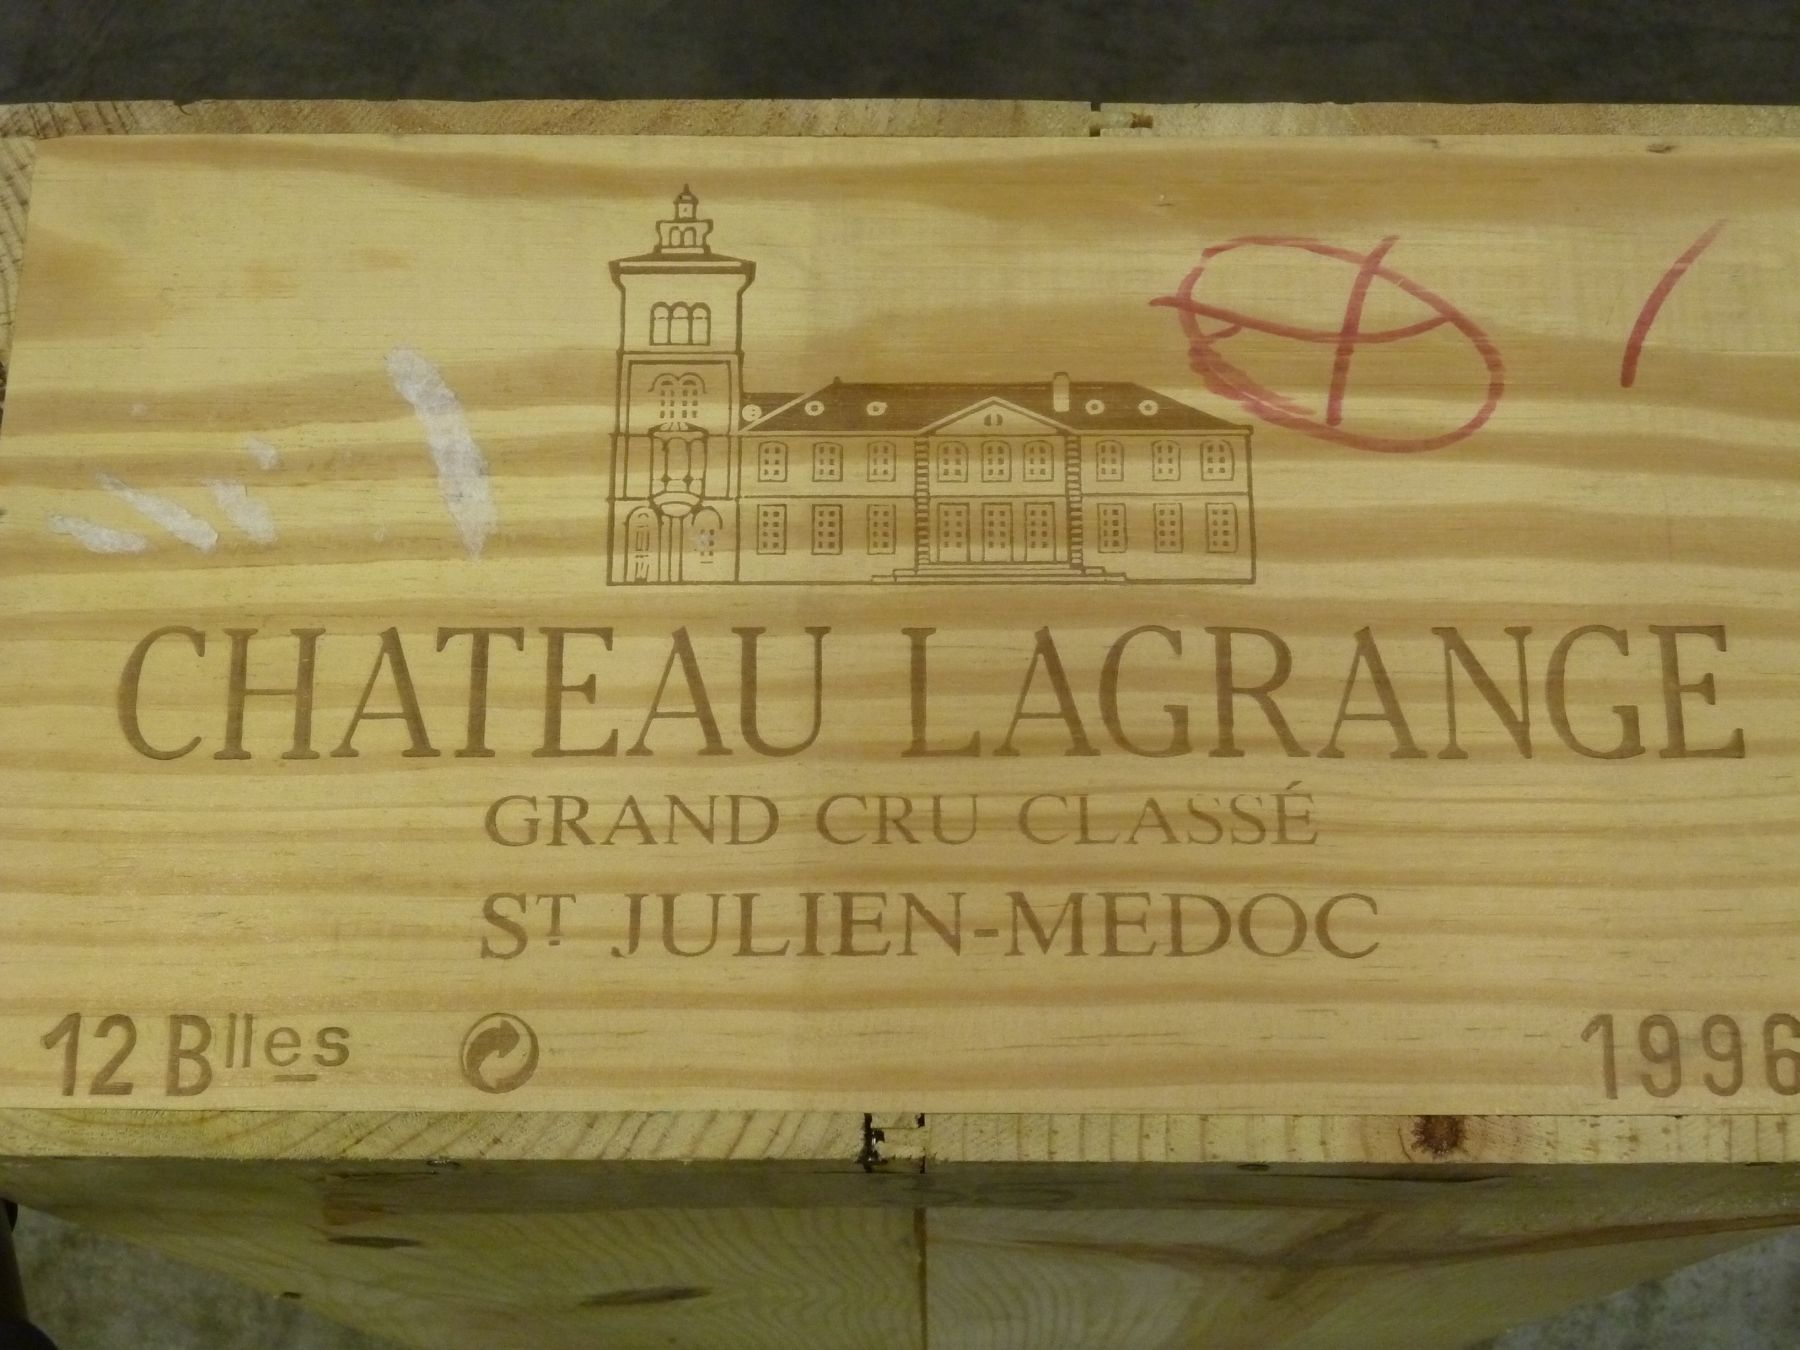 CHATEAU LAGRANGE
GRAND CRU CLASSÉ
ST JULIEN-MEDOC
12 Blles
1996